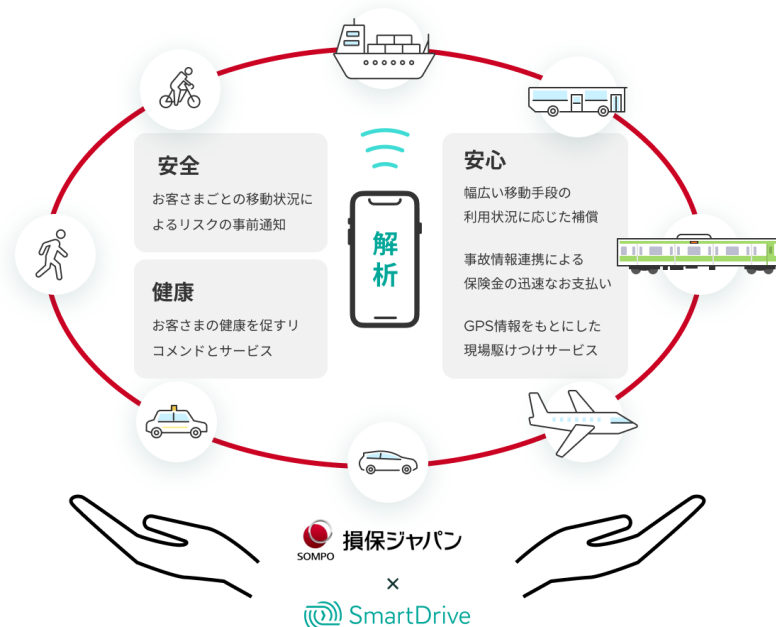 安全
お客さまごとの移動状況に
よるリスクの事前通知
健康
お客さまの健康を促すリ
コメンドとサービス
解
析
安心
幅広い移動手段の
利用状況に応じた補償
事故情報連携による
保険金の迅速なお支払い
GPS情報をもとにした
現場駆けつけサービス
SOMPO
損保ジャパン
×
SmartDrive